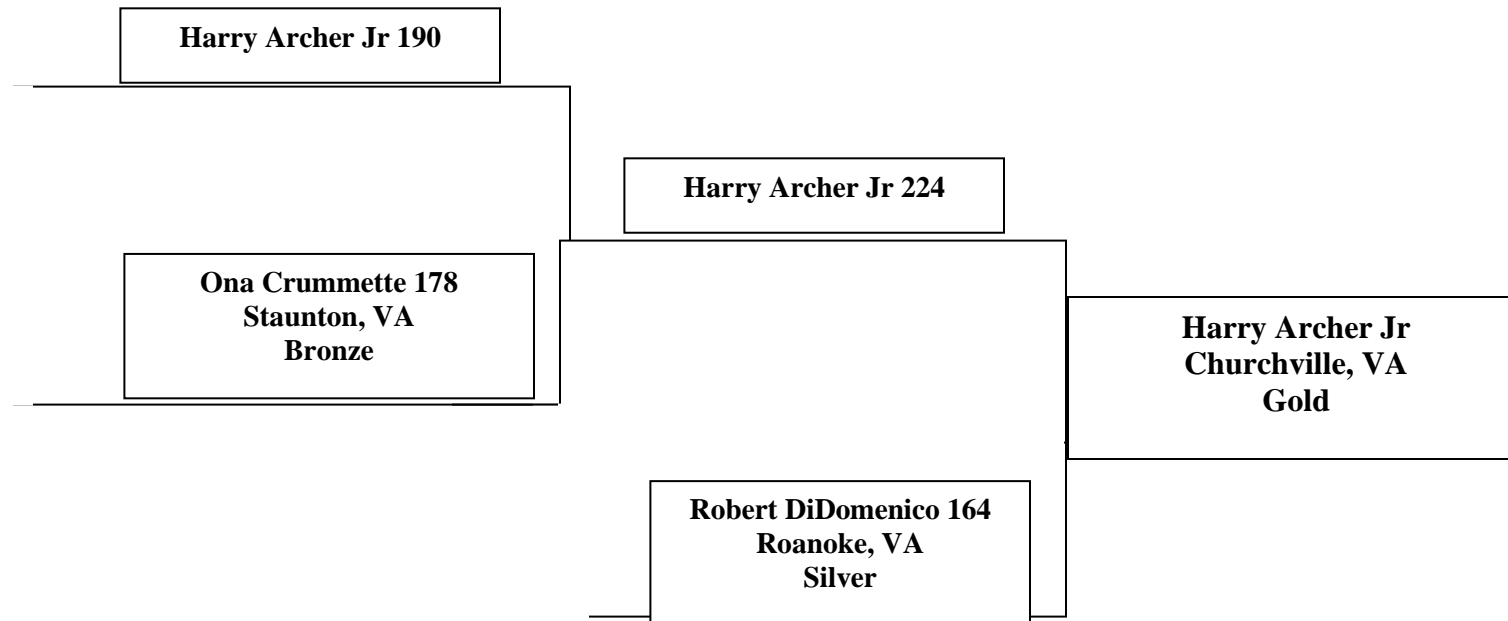 Harry Archer Jr 190
Harry Archer Jr 224
Ona Crummette 178
Staunton, VA
Bronze
Harry Archer Jr
Churchville, VA
Gold
Robert DiDomenico 164
Roanoke, VA
Silver